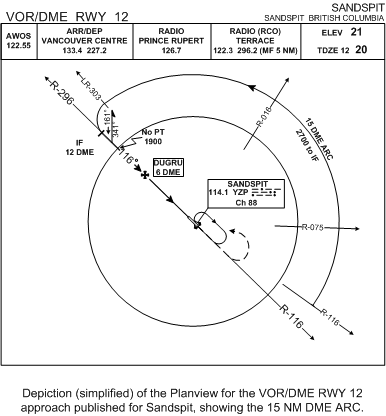 VOR/DME RWY 12
SANDSPIT
SANDSPIT BRITISH COLUMBIA
AWOS
122.55
ARR/DEP
VANCOUVER CENTRE
133.4 227.2
RADIO
PRINCE RUPERT
126.7
RADIO (RCO)
TERRACE
122.3 296.2 (MF 5 NM)
ELEV 21
TDZE 12 20
R-296
LR-303
161°
341°
No PT
1900
IF
12 DME
116°
DUGRU
6 DME
R-016
15 DME ARC
2700 to IF
SANDSPIT
114.1 YZP
Ch 88
R-075
R-116
R-116
Depiction (simplified) of the Planview for the VOR/DME RWY 12
approach published for Sandspit, showing the 15 NM DME ARC.